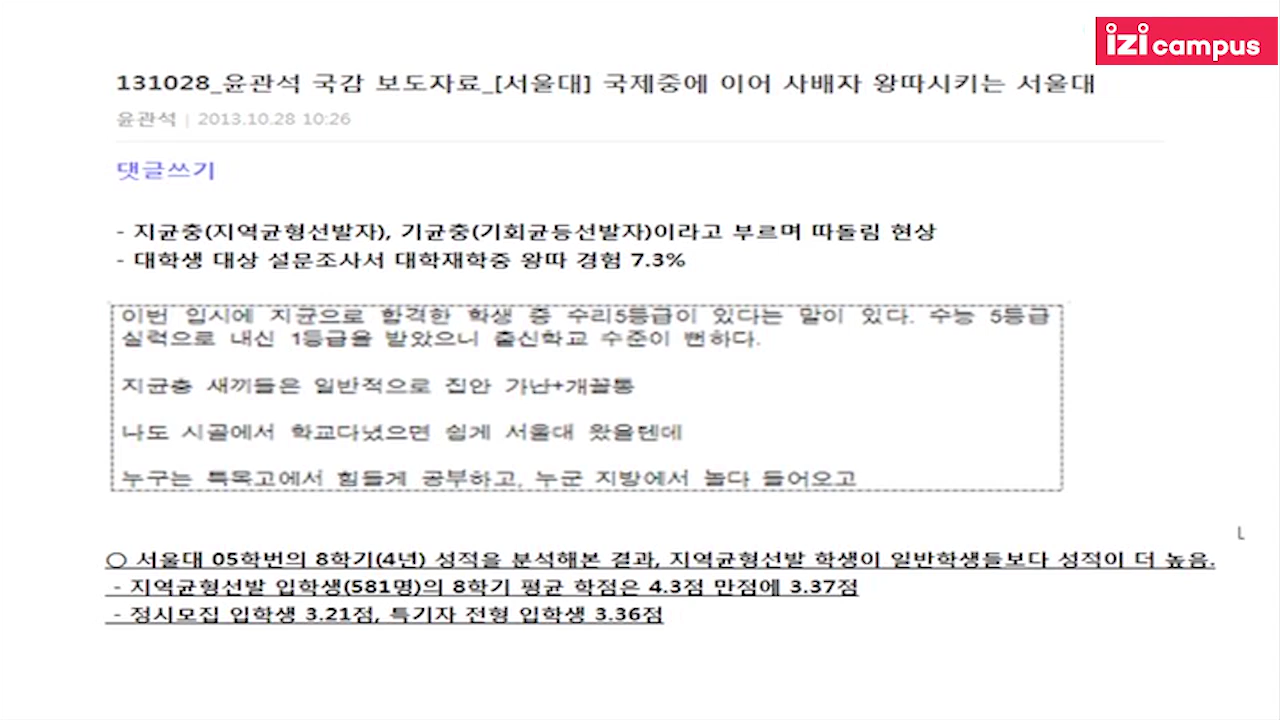 izi campus
131028_윤관석 국감 보도자료_[서울대] 국제중에 이어 사배자 왕따시키는 서울대
윤관석 | 2013.10.28 10:26
댓글쓰기
- 지균충(지역균형선발자), 기균충(기회균등선발자)이라고 부르며 따돌림 현상
- 대학생 대상 설문조사서 대학재학중 왕따 경험 7.3%
이번 입시에 지균으로 합격한 학생 중 수리5등급이 있다는 말이 있다. 수능 5등급
실력으로 내신 1등급을 받았으니 출신학교 수준이 뻔하다.
지균충 새끼들은 일반적으로 집안 가난+개꼴통
나도 시골에서 학교다녔으면 쉽게 서울대 왔을텐데
누구는 특목고에서 힘들게 공부하고, 누군 지방에서 놀다 들어오고
○ 서울대 05학번의 8학기(4년) 성적을 분석해본 결과, 지역균형선발 학생이 일반학생들보다 성적이 더 높음.
- 지역균형선발 입학생(581명)의 8학기 평균 학점은 4.3점 만점에 3.37점
- 정시모집 입학생 3.21점, 특기자 전형 입학생 3.36점